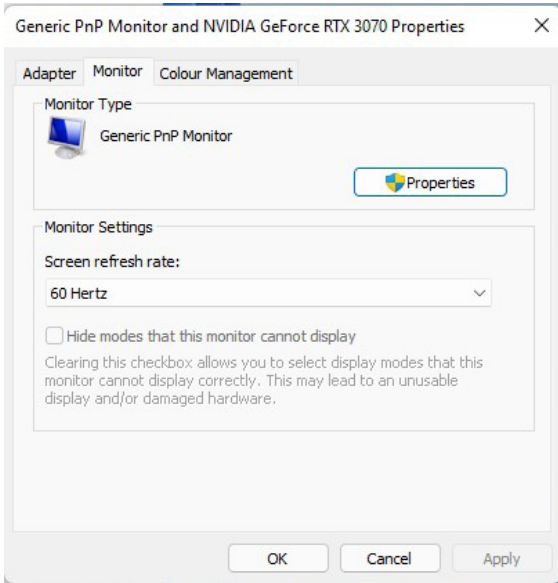 Generic PnP Monitor and NVIDIA GeForce RTX 3070 Properties
Adapter Monitor Colour Management
Monitor Type
Generic PnP Monitor
Properties
Monitor Settings
Screen refresh rate:
60 Hertz
Hide modes that this monitor cannot display
Clearing this checkbox allows you to select display modes that this
monitor cannot display correctly. This may lead to an unusable
display and/or damaged hardware.
OK Cancel Apply